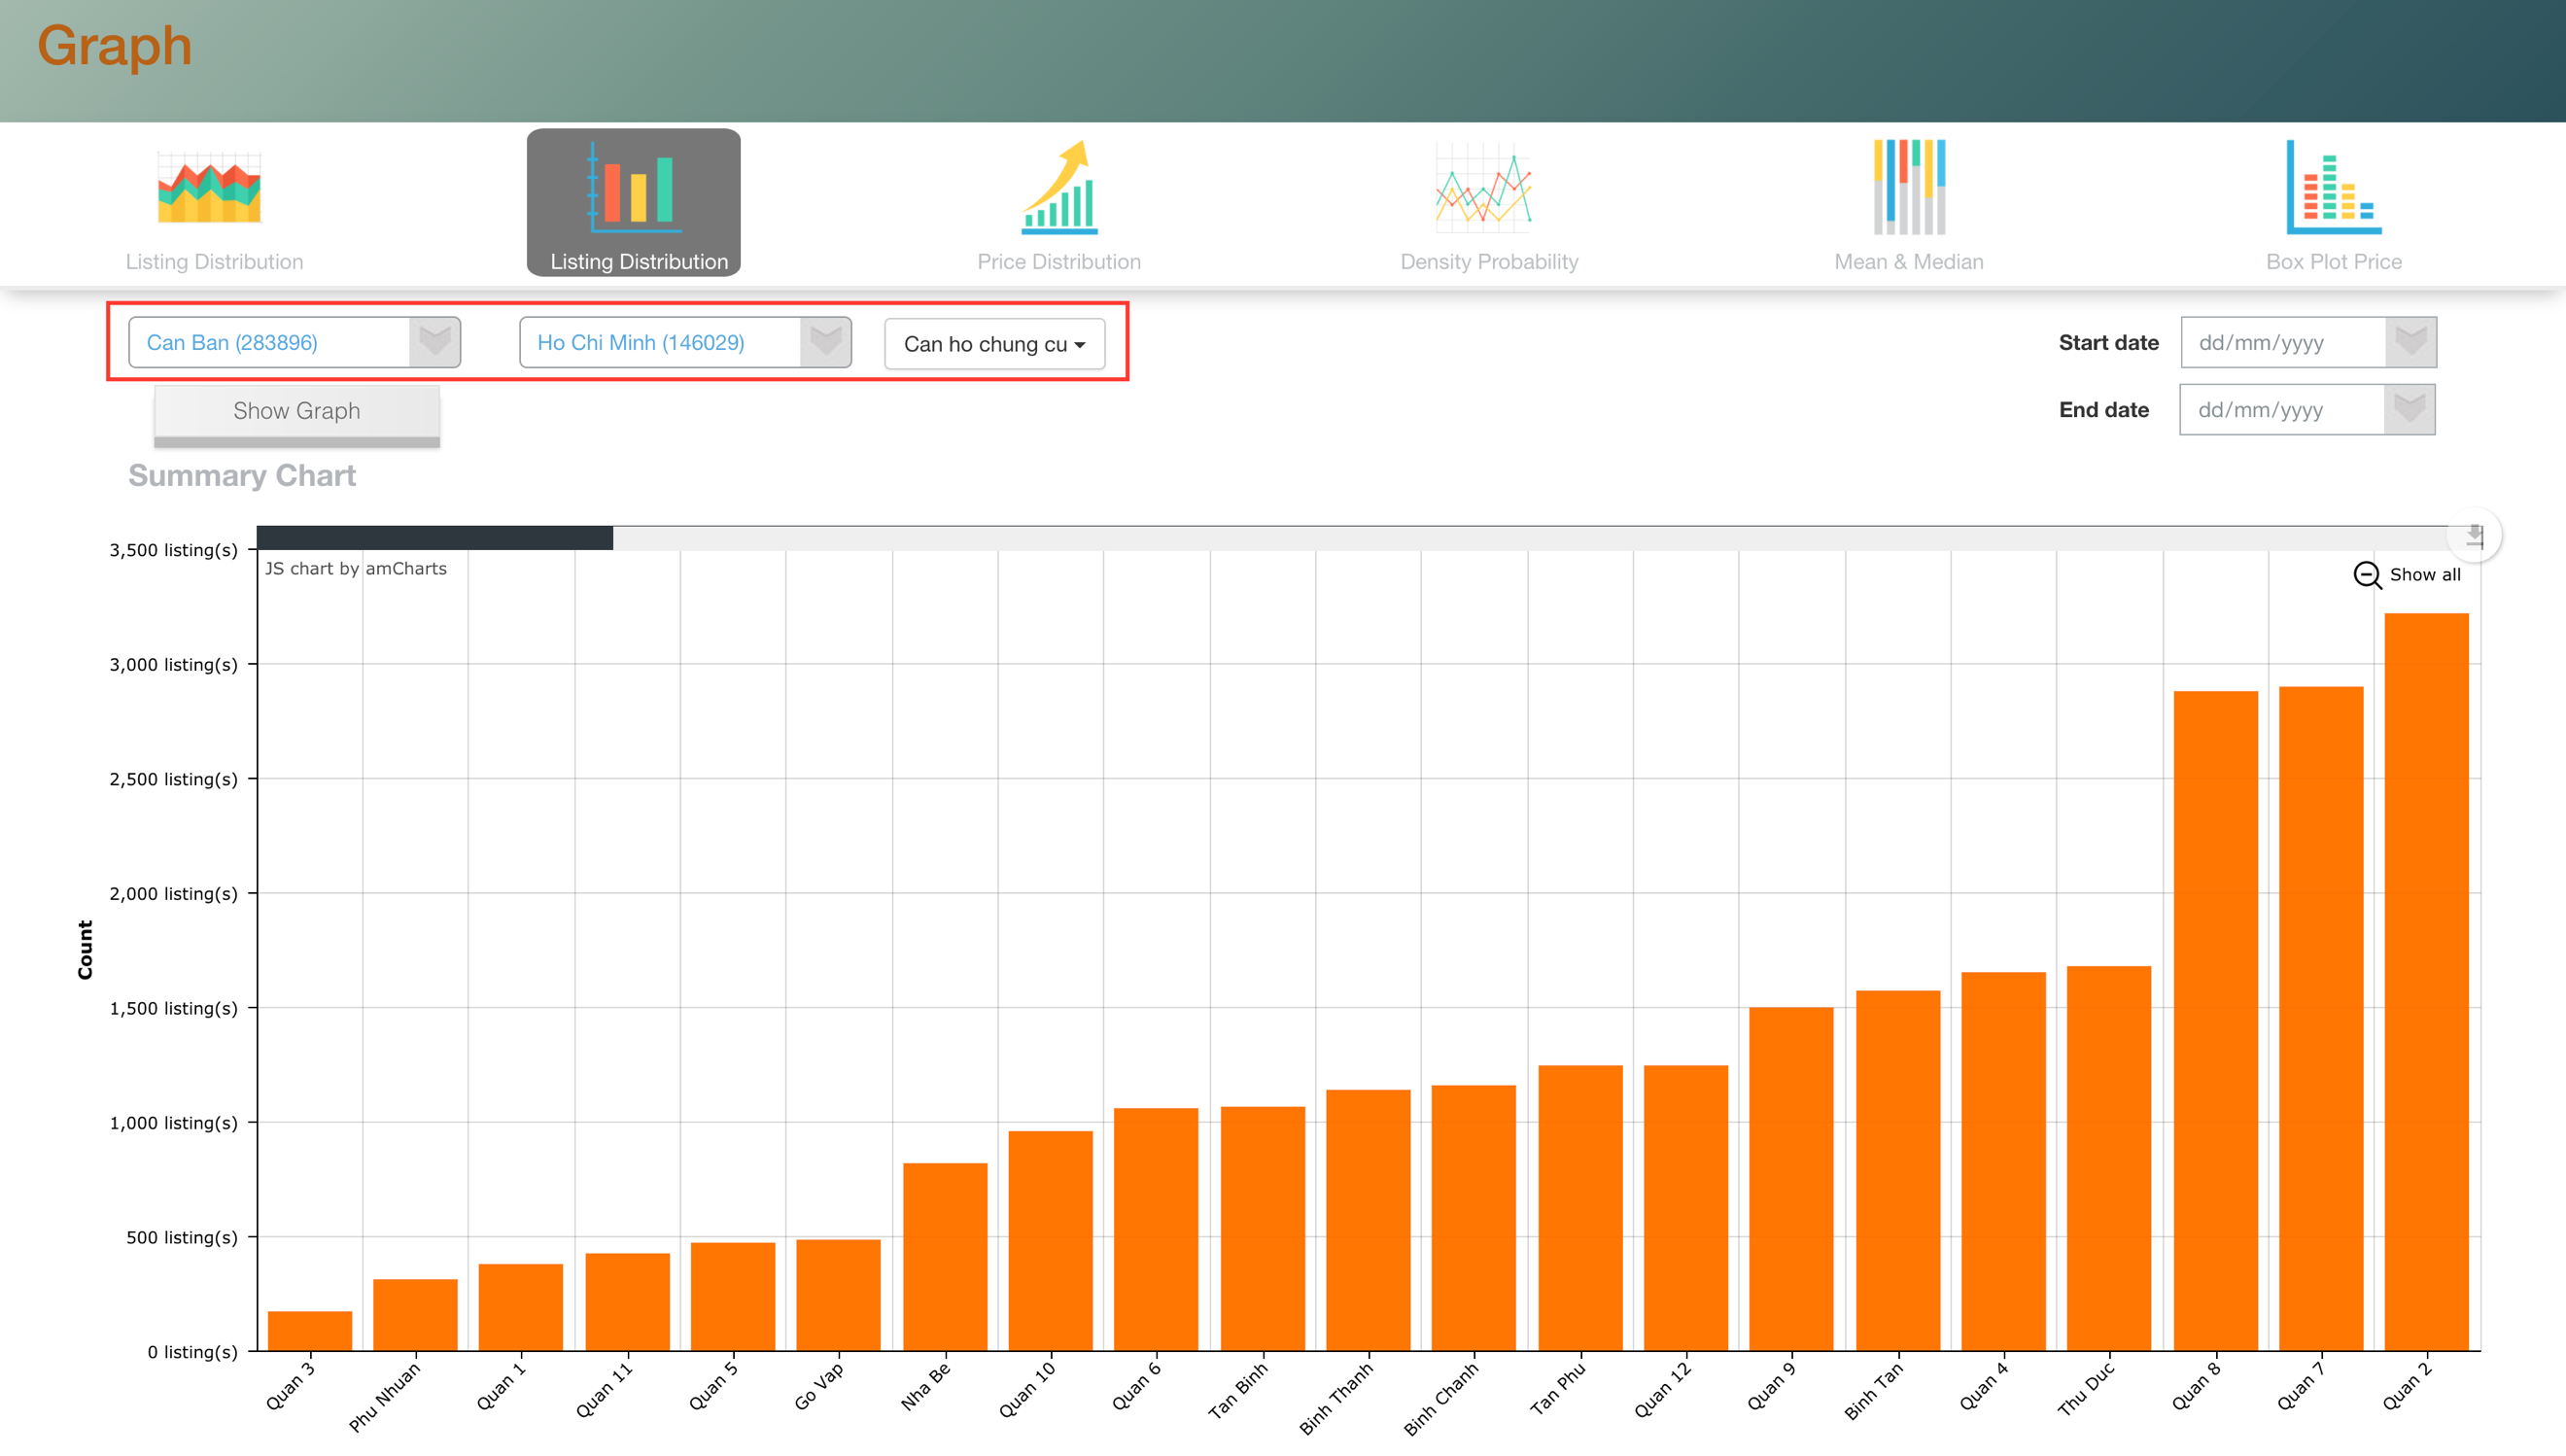 Graph
Listing Distribution
Listing Distribution
Price Distribution
Density Probability
Mean & Median
Box Plot Price
Can Ban (283896)
Ho Chi Minh (146029)
Can ho chung cu
Start date
dd/mm/yyyy
Show Graph
End date
dd/mm/yyyy
Summary Chart
3,500 listing(s)
JS chart by amCharts
Show all
3,000 listing(s)
2,500 listing(s)
2,000 listing(s)
Count
1,500 listing(s)
1,000 listing(s)
500 listing(s)
0 listing(s)
Quan 3
Phu Nhuan
Quan 1
Quan 11
Quan 5
Go Vap
Nha Be
Quan 10
Quan 6
Tan Binh
Binh Thanh
Binh Chanh
Tan Phu
Quan 12
Quan 9
Binh Tan
Quan 4
Thu Duc
Quan 8
Quan 7
Quan 2